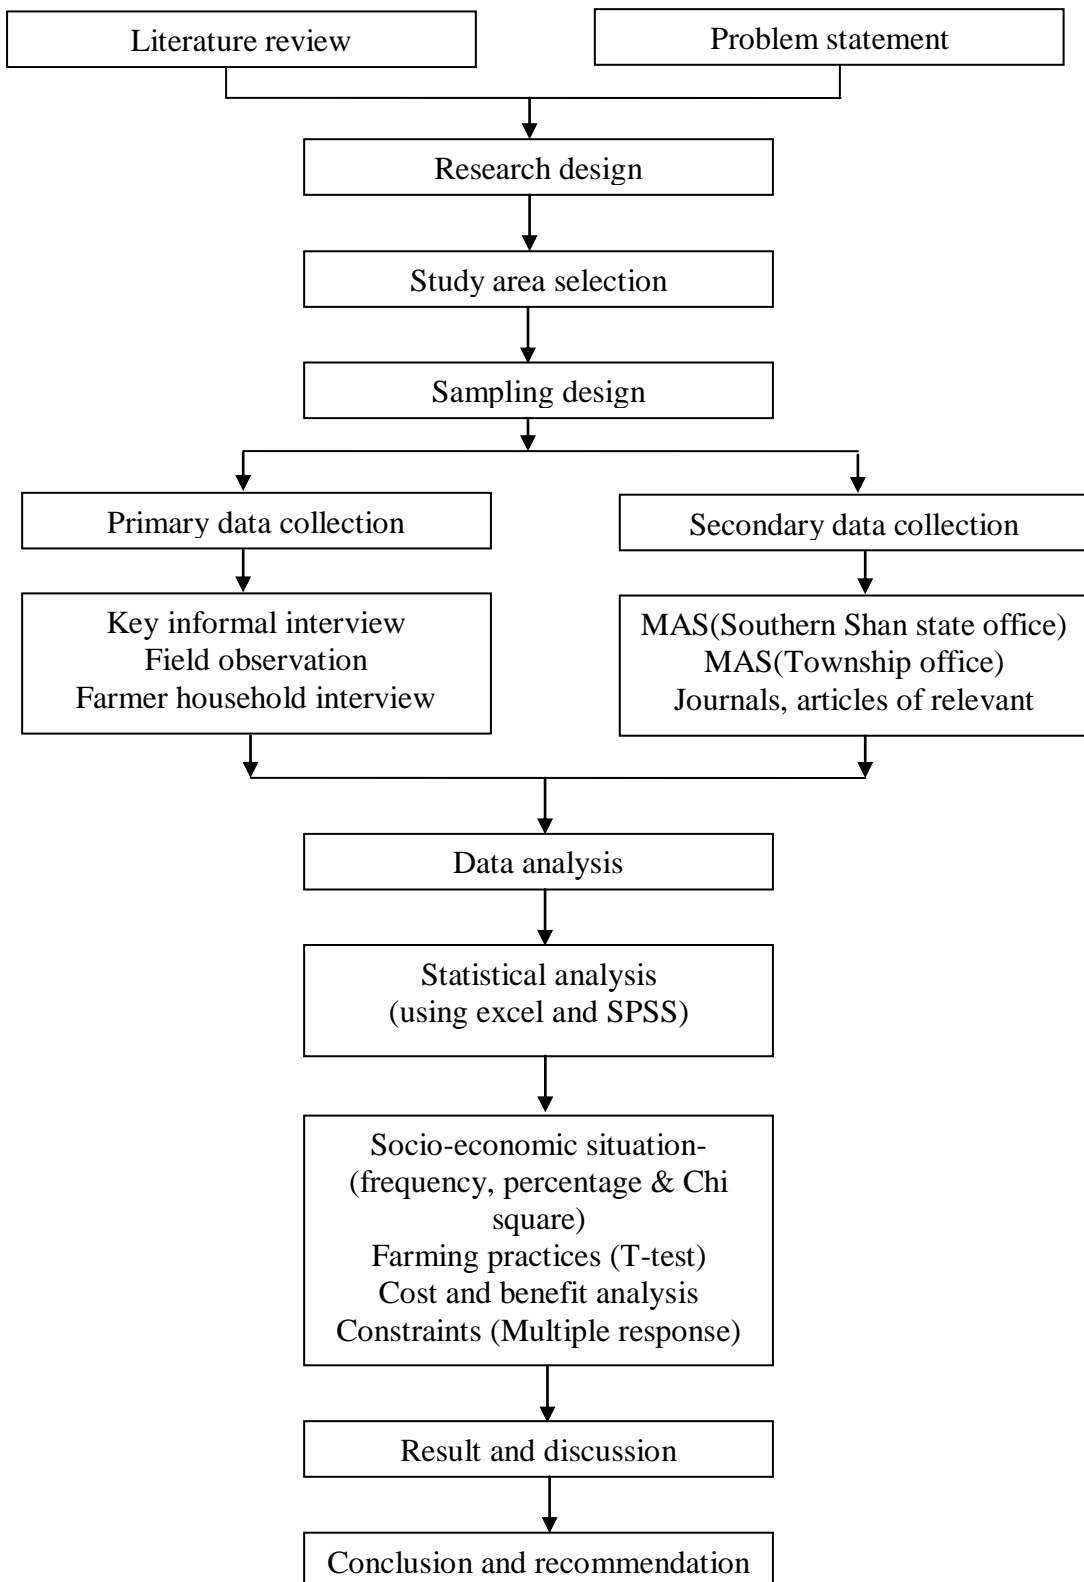 Literature review
Problem statement
Research design
Study area selection
Sampling design
Primary data collection
Secondary data collection
Key informal interview
Field observation
Farmer household interview
MAS(Southern Shan state office)
MAS(Township office)
Journals, articles of relevant
Data analysis
Statistical analysis
(using excel and SPSS)
Socio-economic situation-
(frequency, percentage & Chi
square)
Farming practices (T-test)
Cost and benefit analysis
Constraints (Multiple response)
Result and discussion
Conclusion and recommendation